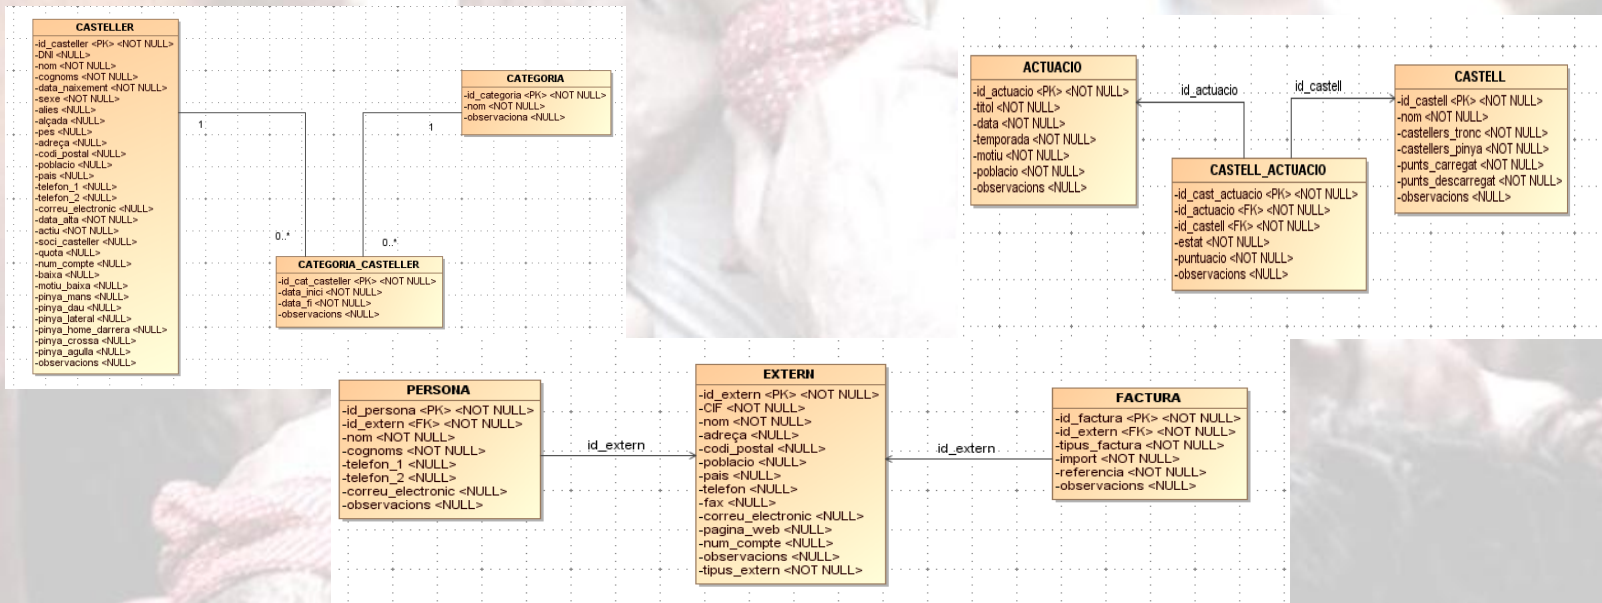 CASTELLER
-id_casteller <PK> <NOT NULL>
-DNI <NULL>
-nom <NOT NULL>
-cognoms <NOT NULL>
-data_naixement <NOT NULL>
-sexe <NOT NULL>
-alies <NULL>
-alçada <NULL>
-pes <NULL>
-adreça <NULL>
-codi_postal <NULL>
-poblacio <NULL>
-pais <NULL>
-telefon_1 <NULL>
-telefon_2 <NULL>
-correu_electronic <NULL>
-data_alta <NOT NULL>
-actiu <NOT NULL>
-soci_casteller <NULL>
-quota <NULL>
-num_compte <NULL>
-baixa <NULL>
-motiu_baixa <NULL>
-pinya_mans <NULL>
-pinya_dau <NULL>
-pinya_lateral <NULL>
-pinya_home_darrera <NULL>
-pinya_crossa <NULL>
-pinya_agulla <NULL>
-observacions <NULL>
1
0..*
CATEGORIA
-id_categoria <PK> <NOT NULL>
-nom <NOT NULL>
-observaciona <NULL>
1
0..*
CATEGORIA_CASTELLER
-id_cat_casteller <PK> <NOT NULL>
-data_inici <NOT NULL>
-data_fi <NOT NULL>
-observacions <NULL>
ACTUACIO
-id_actuacio <PK> <NOT NULL>
-titol <NOT NULL>
-data <NOT NULL>
-temporada <NOT NULL>
-motiu <NOT NULL>
-poblacio <NOT NULL>
-observacions <NULL>
id_actuacio
id_castell
CASTELL
-id_castell <PK> <NOT NULL>
-nom <NOT NULL>
-castellers_tronc <NOT NULL>
-castellers_pinya <NOT NULL>
-punts_carregat <NOT NULL>
-punts_descarregat <NOT NULL>
-observacions <NULL>
CASTELL_ACTUACIO
-id_cast_actuacio <PK> <NOT NULL>
-id_actuacio <FK> <NOT NULL>
-id_castell <FK> <NOT NULL>
-estat <NOT NULL>
-puntuacio <NOT NULL>
-observacions <NULL>
PERSONA
-id_persona <PK> <NOT NULL>
-id_extern <FK> <NOT NULL>
-nom <NOT NULL>
-cognoms <NOT NULL>
-telefon_1 <NULL>
-telefon_2 <NULL>
-correu_electronic <NULL>
-observacions <NULL>
id_extern
EXTERN
-id_extern <PK> <NOT NULL>
-CIF <NOT NULL>
-nom <NOT NULL>
-adreça <NULL>
-codi_postal <NULL>
-poblacio <NULL>
-pais <NULL>
-telefon <NULL>
-fax <NULL>
-correu_electronic <NULL>
-pagina_web <NULL>
-num_compte <NULL>
-observacions <NULL>
-tipus_extern <NOT NULL>
id_extern
FACTURA
-id_factura <PK> <NOT NULL>
-id_extern <FK> <NOT NULL>
-tipus_factura <NOT NULL>
-import <NOT NULL>
-referencia <NOT NULL>
-observacions <NULL>